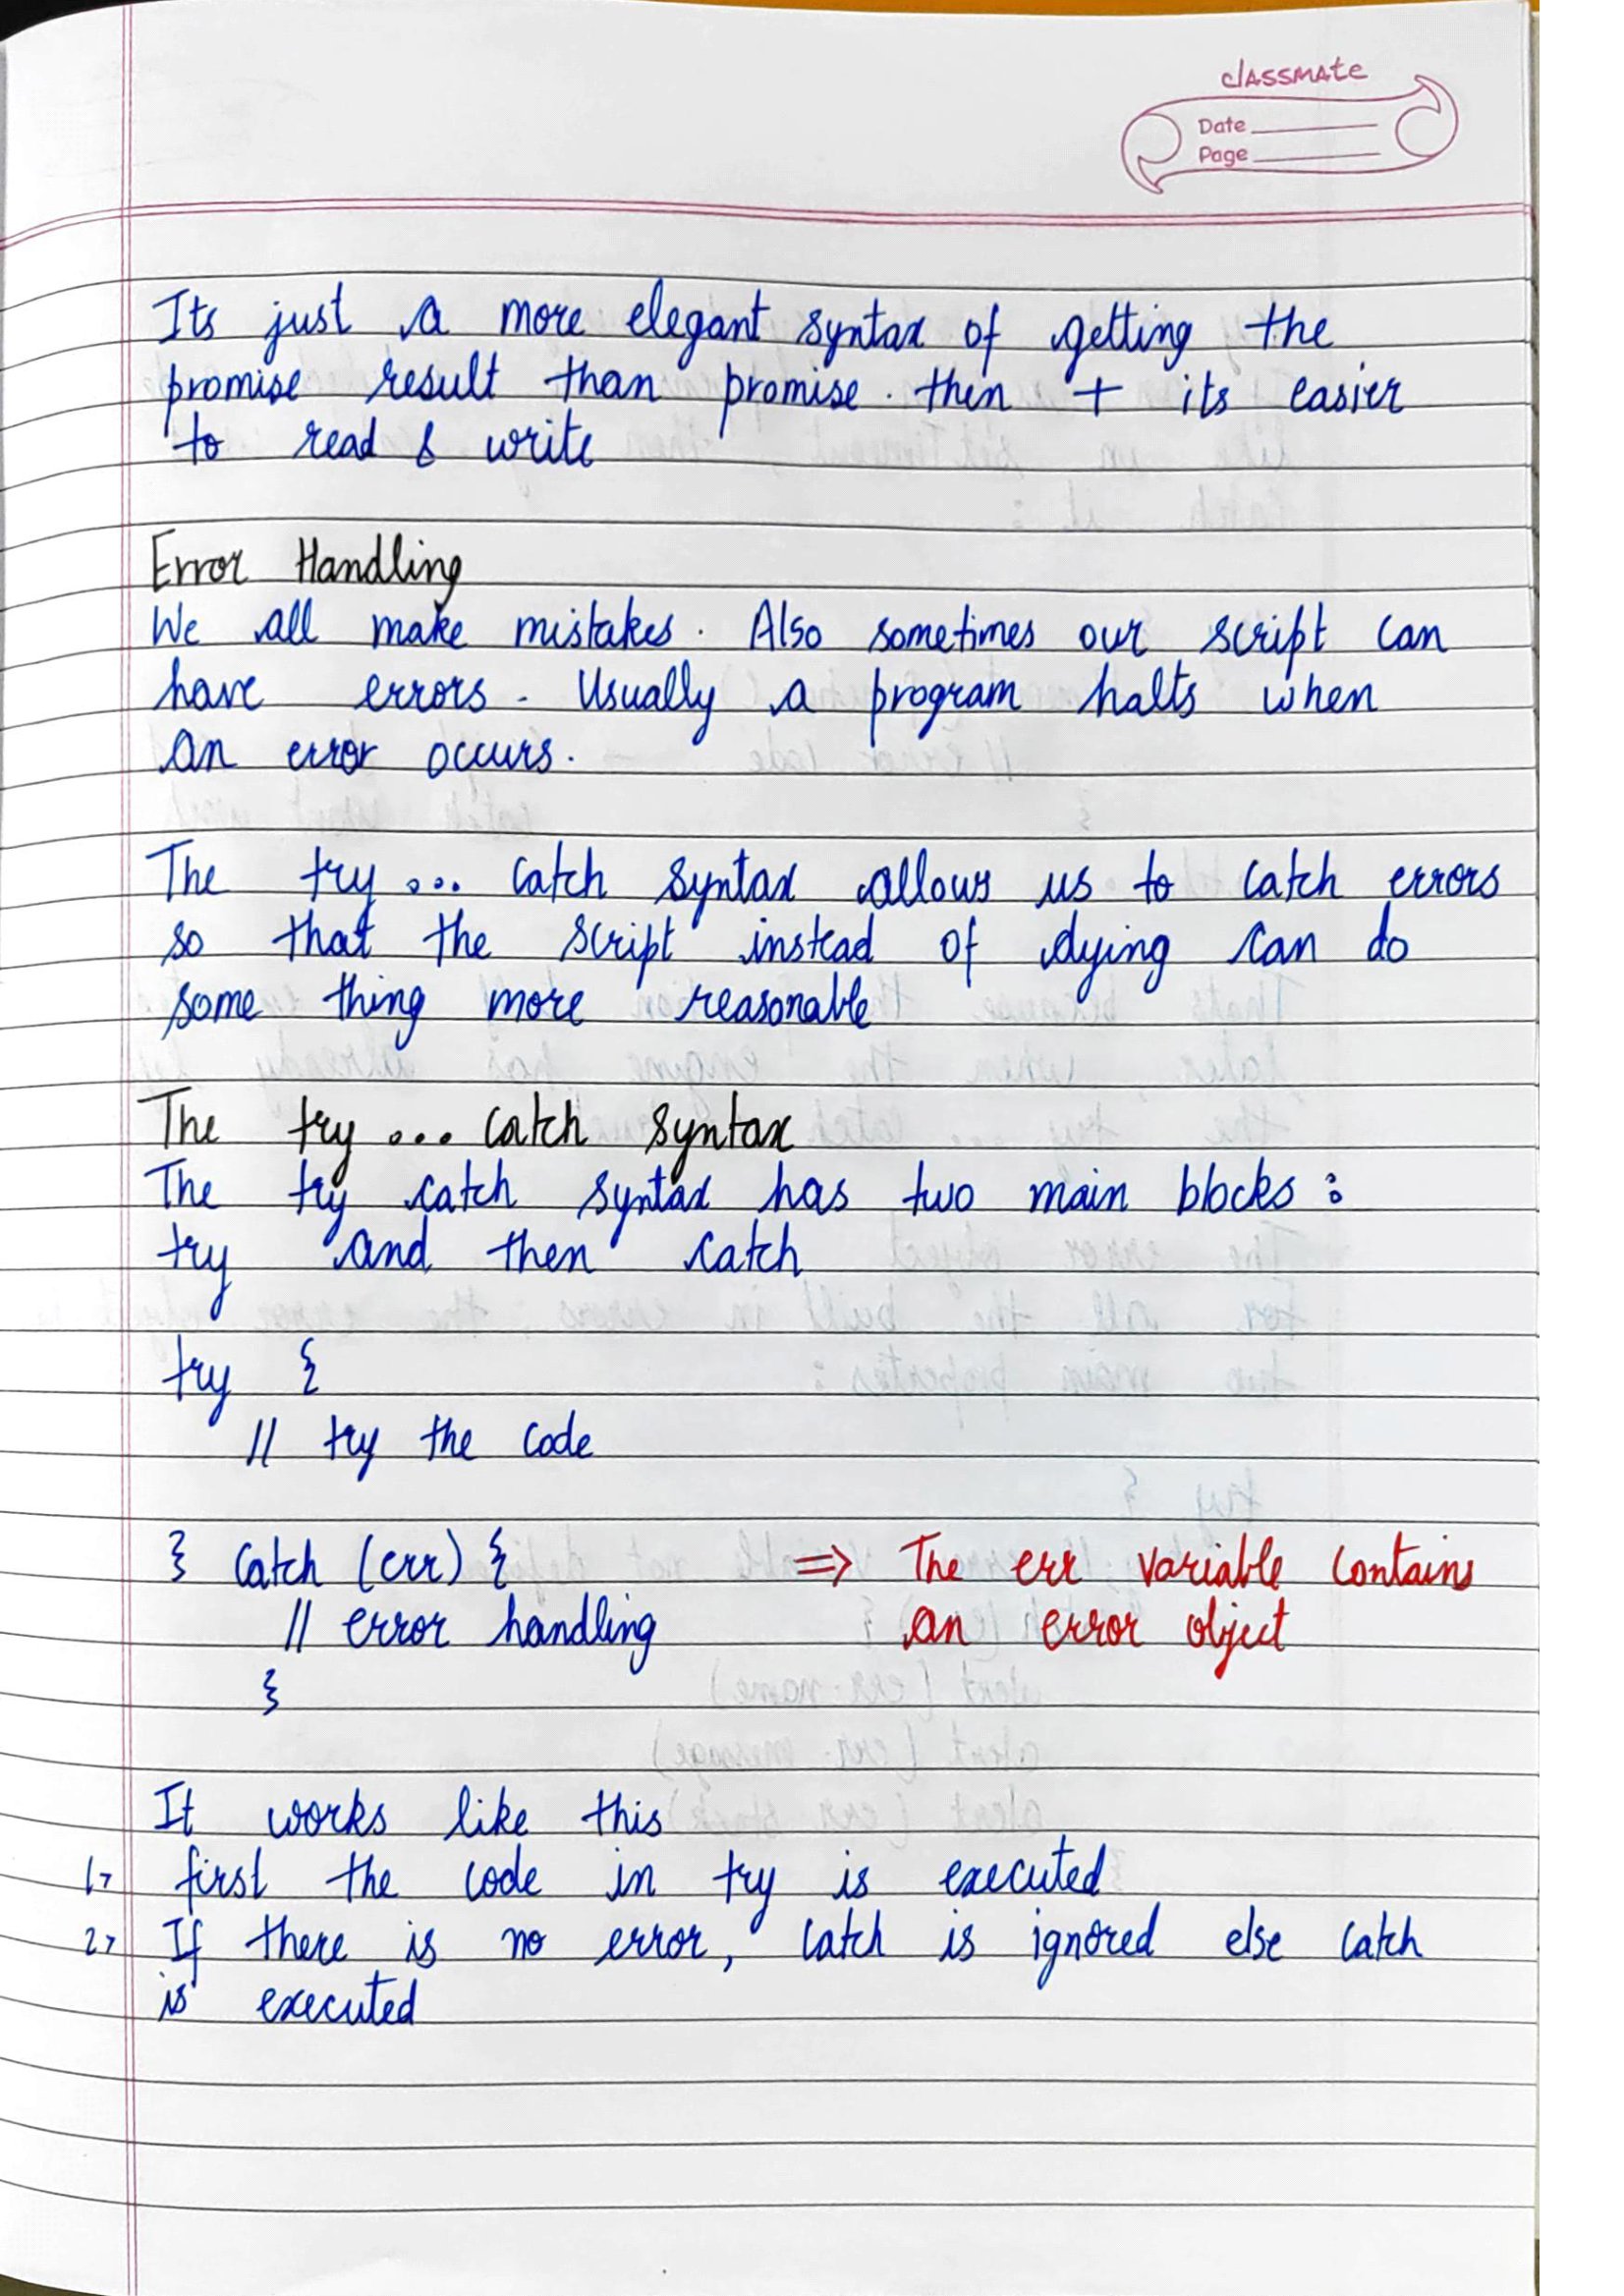 classmate
Date
Page
Its just a more elegant syntax of getting the
promise result than promise . then + its easier
to read & write
Error Handling
We all make mistakes. Also sometimes our script can
have errors. Usually a program halts when
an error occurs.
The try ... catch syntax allows us to catch errors
so that the script instead of dying can do
some thing more reasonable
The try ... catch syntax
The try catch syntax has two main blocks :
try and then catch
try {
// try the code
} catch (err) { ⇒ The err variable contains
// error handling an error object
}
It works like this
1> first the code in try is executed
2> If there is no error, catch is ignored else catch
is executed